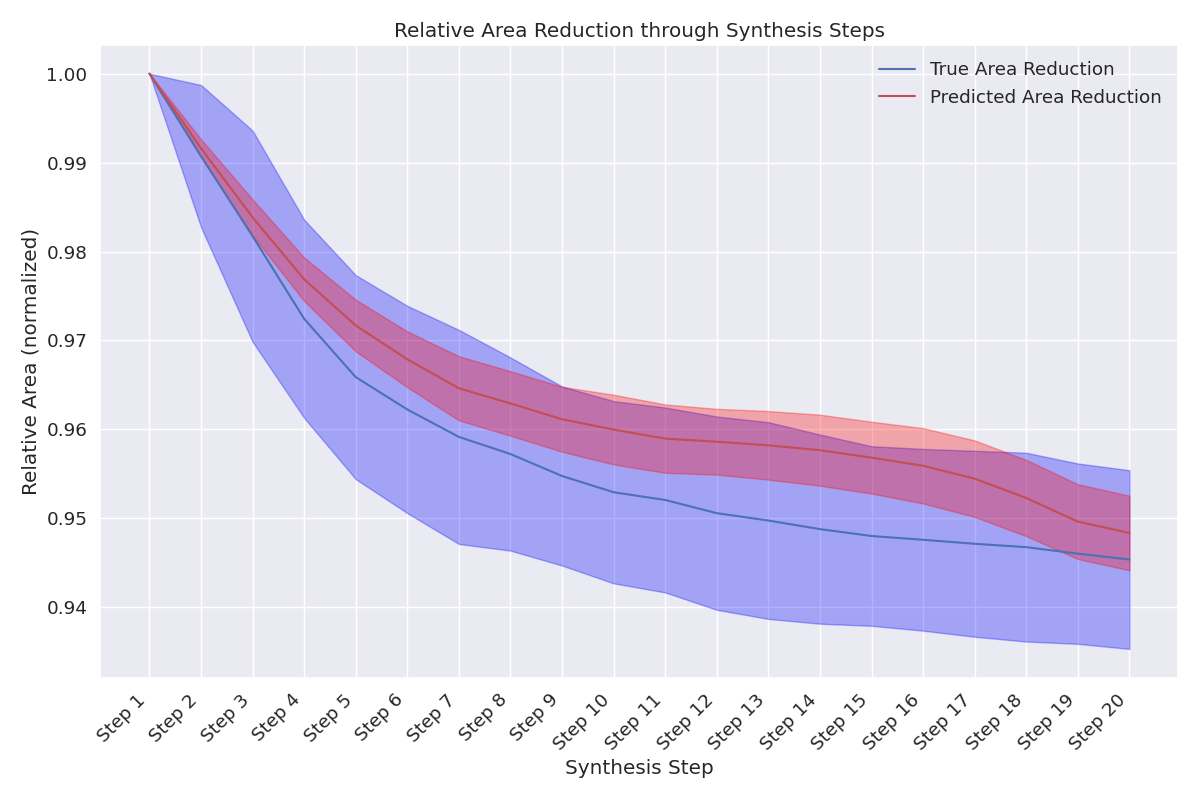 Relative Area Reduction through Synthesis Steps
True Area Reduction
Predicted Area Reduction
Relative Area (normalized)
1.00
0.99
0.98
0.97
0.96
0.95
0.94
Step 1
Step 2
Step 3
Step 4
Step 5
Step 6
Step 7
Step 8
Step 9
Step 10
Step 11
Step 12
Step 13
Step 14
Step 15
Step 16
Step 17
Step 18
Step 19
Step 20
Synthesis Step